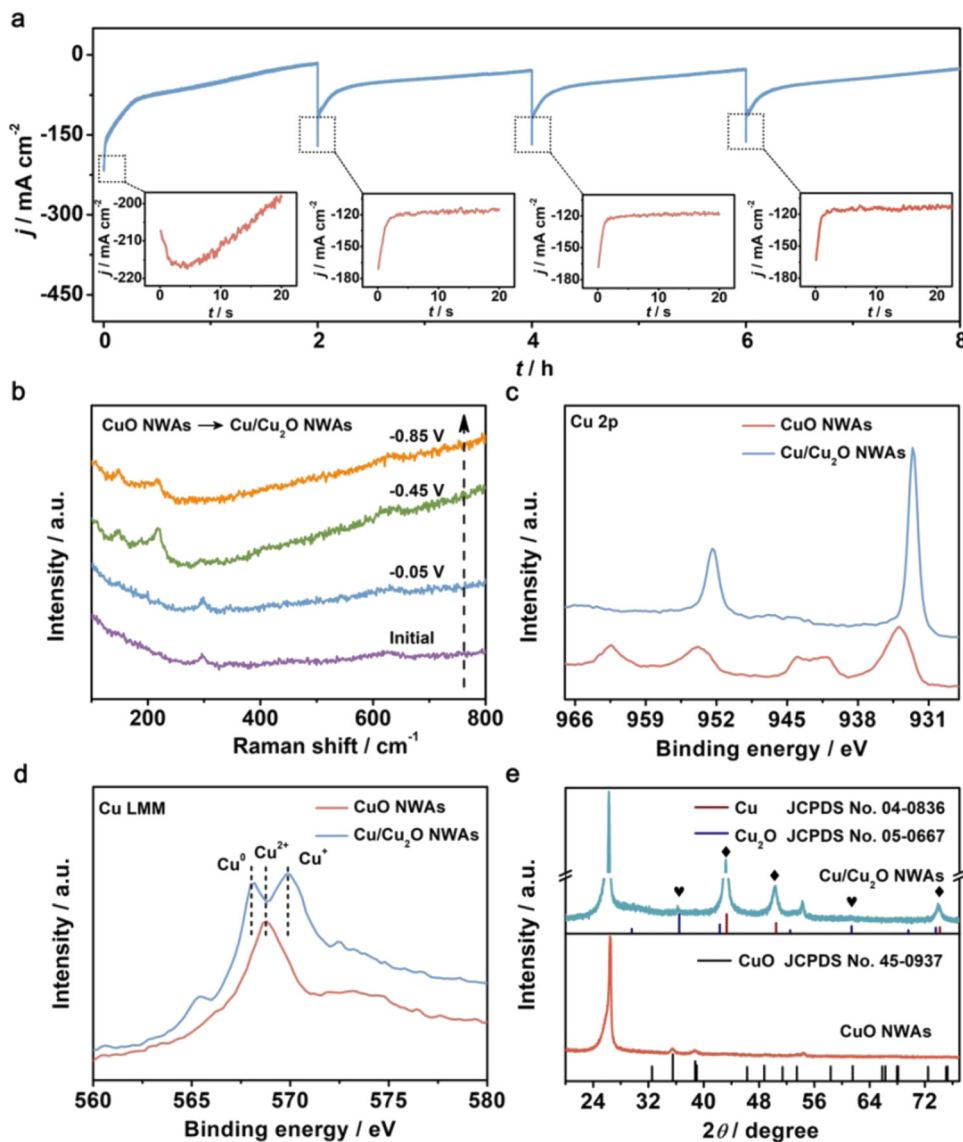 a
0
-150
-300
-450
j / mA cm⁻²
-200
-210
-220
j / mA cm⁻²
0 10 20
t / s
-120
-150
-180
j / mA cm⁻²
0 10 20
t / s
-120
-150
-180
j / mA cm⁻²
0 10 20
t / s
-120
-150
-180
j / mA cm⁻²
0 10 20
t / s
0 2 4 6 8
t / h
b
CuO NWAs → Cu/Cu₂O NWAs
-0.85 V
-0.45 V
-0.05 V
Initial
Intensity / a.u.
200 400 600 800
Raman shift / cm⁻¹
c
Cu 2p
CuO NWAs
Cu/Cu₂O NWAs
Intensity / a.u.
966 959 952 945 938 931
Binding energy / eV
d
Cu LMM
CuO NWAs
Cu/Cu₂O NWAs
Cu⁰ Cu²⁺ Cu⁺
Intensity / a.u.
560 565 570 575 580
Binding energy / eV
e
Cu JCPDS No. 04-0836
Cu₂O JCPDS No. 05-0667
Cu/Cu₂O NWAs
♥ ♦ ♦ ♥ ♦
CuO JCPDS No. 45-0937
CuO NWAs
Intensity / a.u.
24 32 40 48 56 64 72
2θ / degree